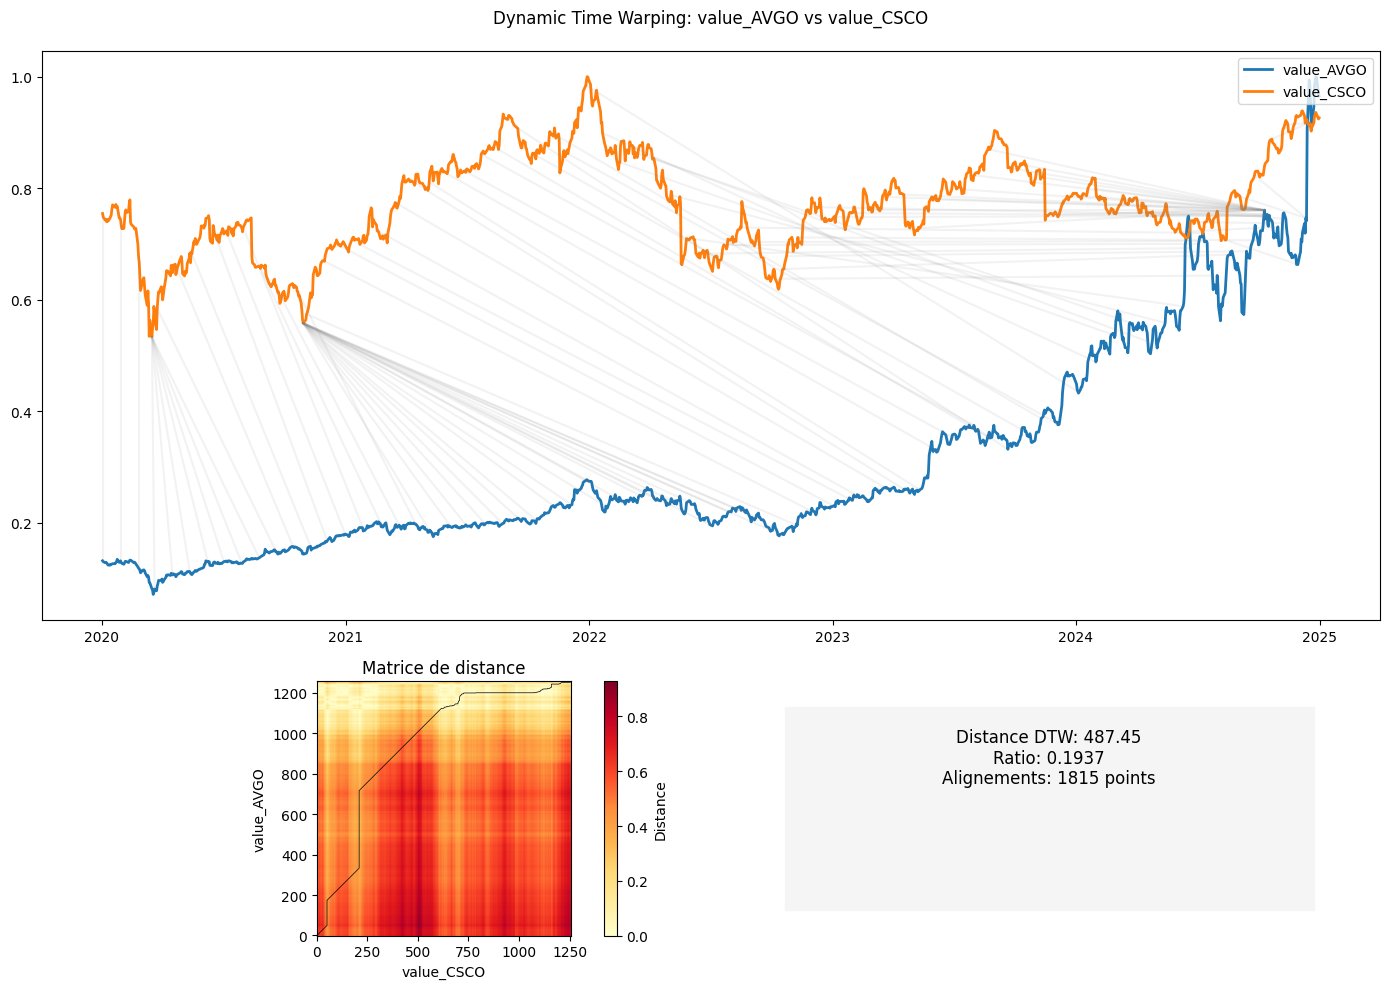 Dynamic Time Warping: value_AVGO vs value_CSCO
value_AVGO
value_CSCO
1.0
0.8
0.6
0.4
0.2
2020 2021 2022 2023 2024 2025
Matrice de distance
value_AVGO
1200
1000
800
600
400
200
0
0 250 500 750 1000 1250
value_CSCO
0.8
0.6
0.4
0.2
0.0
Distance
Distance DTW: 487.45
Ratio: 0.1937
Alignements: 1815 points